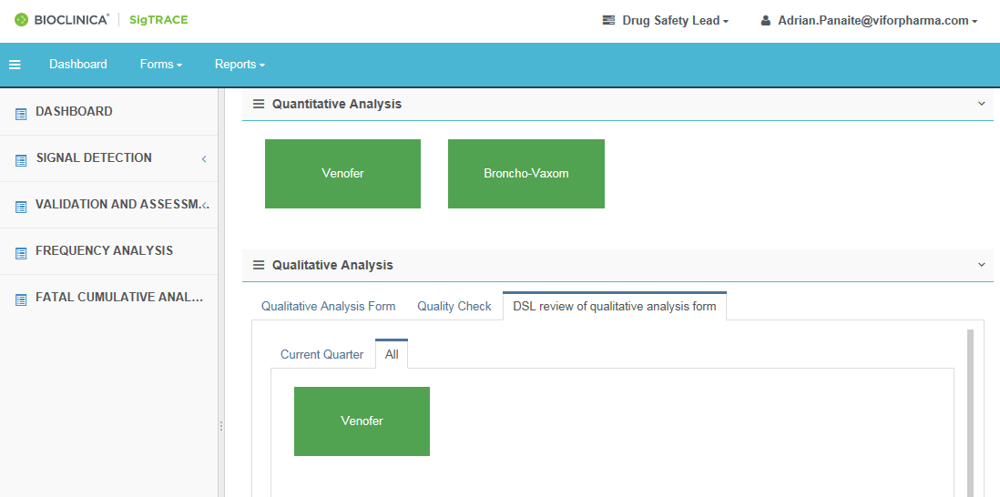 BIOCLINICA® SigTRACE
Drug Safety Lead
Adrian.Panaite@viforpharma.com
Dashboard Forms Reports
DASHBOARD
SIGNAL DETECTION
VALIDATION AND ASSESSM...
FREQUENCY ANALYSIS
FATAL CUMULATIVE ANAL...
Quantitative Analysis
Venofer Broncho-Vaxom
Qualitative Analysis
Qualitative Analysis Form Quality Check DSL review of qualitative analysis form
Current Quarter All
Venofer